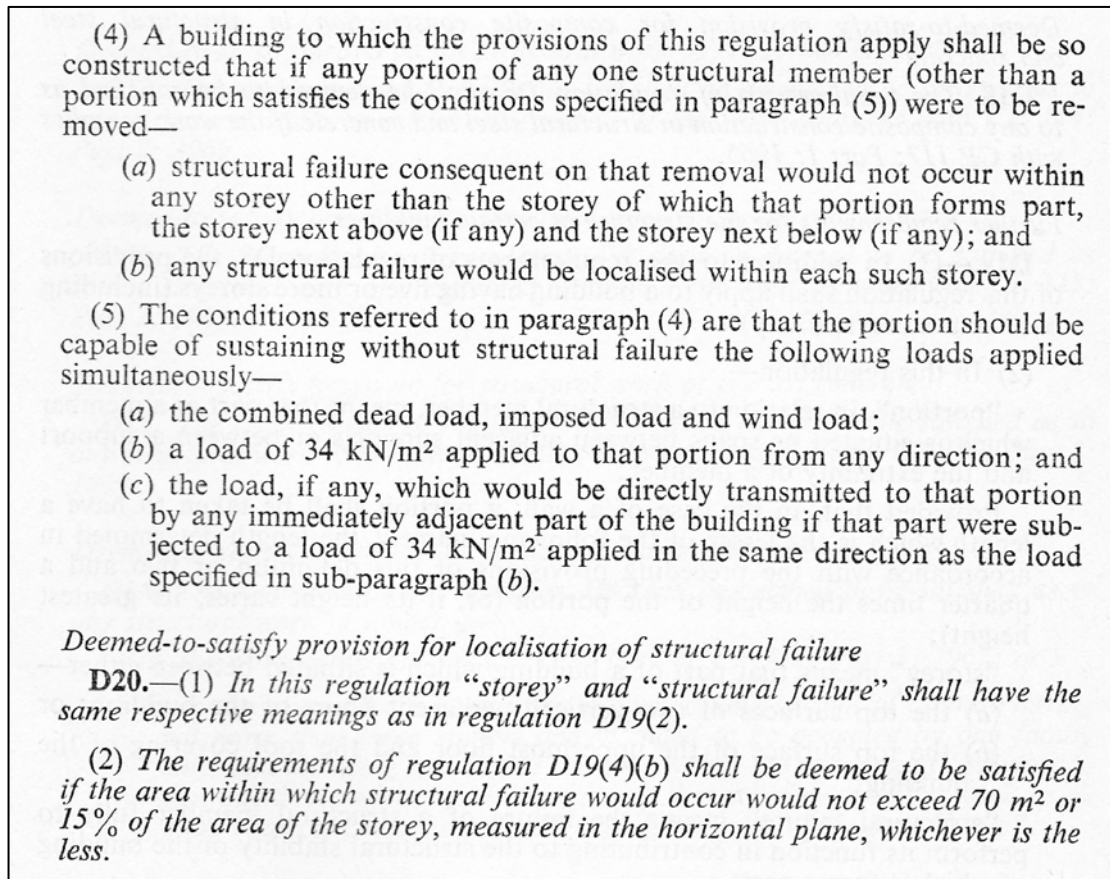 (4) A building to which the provisions of this regulation apply shall be so
constructed that if any portion of any one structural member (other than a
portion which satisfies the conditions specified in paragraph (5)) were to be re-
moved—
(a) structural failure consequent on that removal would not occur within
any storey other than the storey of which that portion forms part,
the storey next above (if any) and the storey next below (if any); and
(b) any structural failure would be localised within each such storey.
(5) The conditions referred to in paragraph (4) are that the portion should be
capable of sustaining without structural failure the following loads applied
simultaneously—
(a) the combined dead load, imposed load and wind load;
(b) a load of 34 kN/m² applied to that portion from any direction; and
(c) the load, if any, which would be directly transmitted to that portion
by any immediately adjacent part of the building if that part were sub-
jected to a load of 34 kN/m² applied in the same direction as the load
specified in sub-paragraph (b).
Deemed-to-satisfy provision for localisation of structural failure
D20.—(1) In this regulation “storey” and “structural failure” shall have the
same respective meanings as in regulation D19(2).
(2) The requirements of regulation D19(4)(b) shall be deemed to be satisfied
if the area within which structural failure would occur would not exceed 70 m² or
15% of the area of the storey, measured in the horizontal plane, whichever is the
less.